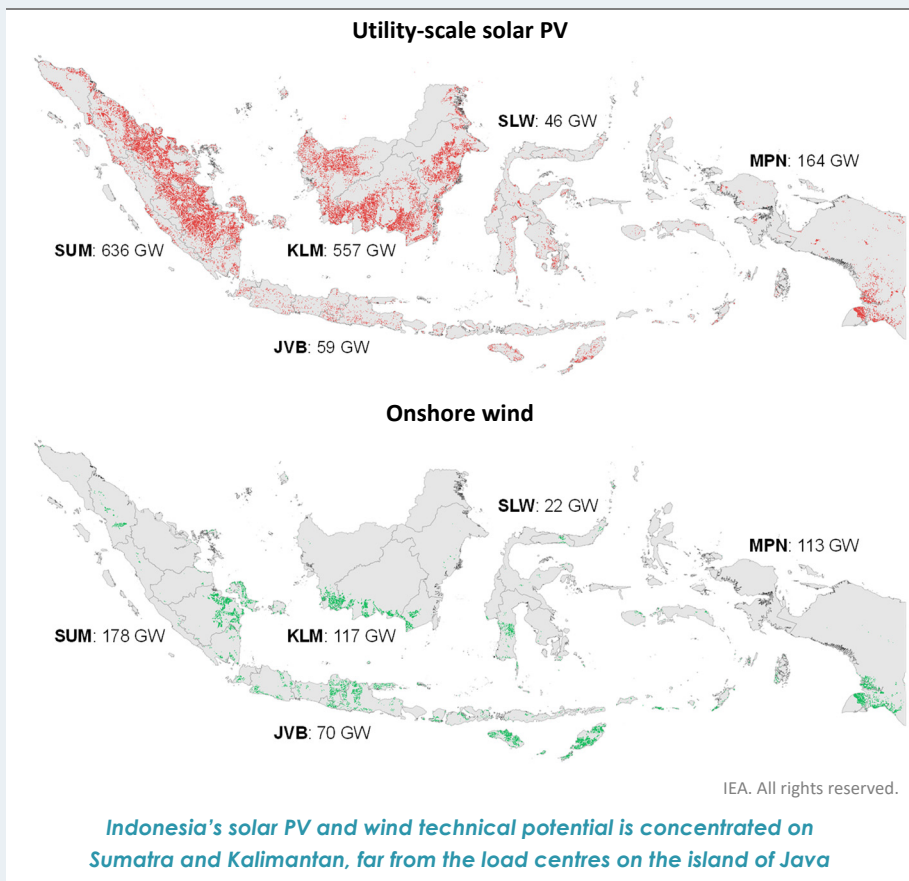 Utility-scale solar PV
SLW: 46 GW
MPN: 164 GW
SUM: 636 GW
KLM: 557 GW
JVB: 59 GW
Onshore wind
SLW: 22 GW
MPN: 113 GW
SUM: 178 GW
KLM: 117 GW
JVB: 70 GW
IEA. All rights reserved.
Indonesia’s solar PV and wind technical potential is concentrated on
Sumatra and Kalimantan, far from the load centres on the island of Java